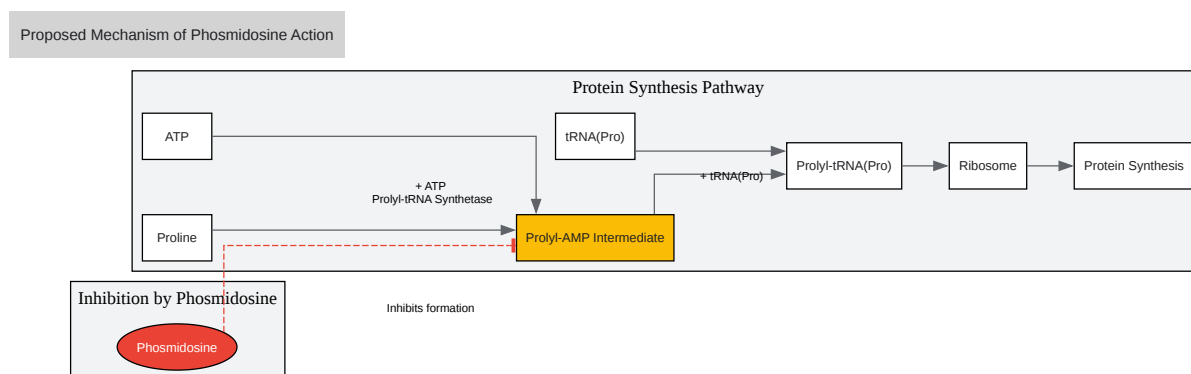 Proposed Mechanism of Phosmidosine Action
Protein Synthesis Pathway
ATP
tRNA(Pro)
Prolyl-tRNA(Pro)
Ribosome
Protein Synthesis
+ tRNA(Pro)
+ ATP
Prolyl-tRNA Synthetase
Proline
Prolyl-AMP Intermediate
Inhibition by Phosmidosine
Inhibits formation
Phosmidosine